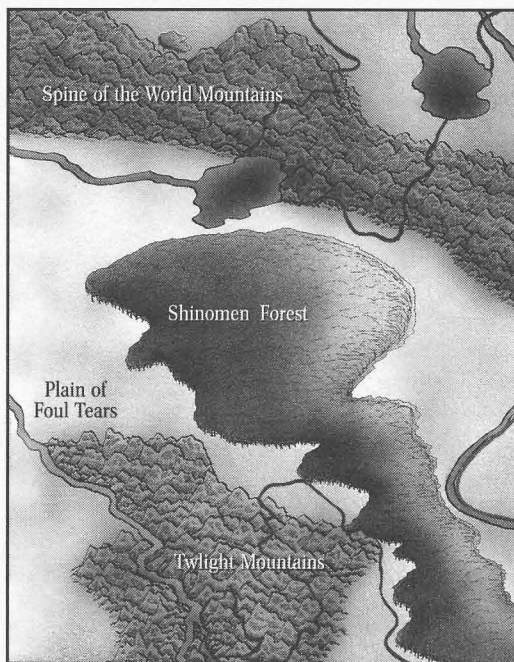 Spine of the World Mountains
Shinomen Forest
Plain of
Foul Tears
Twlight Mountains